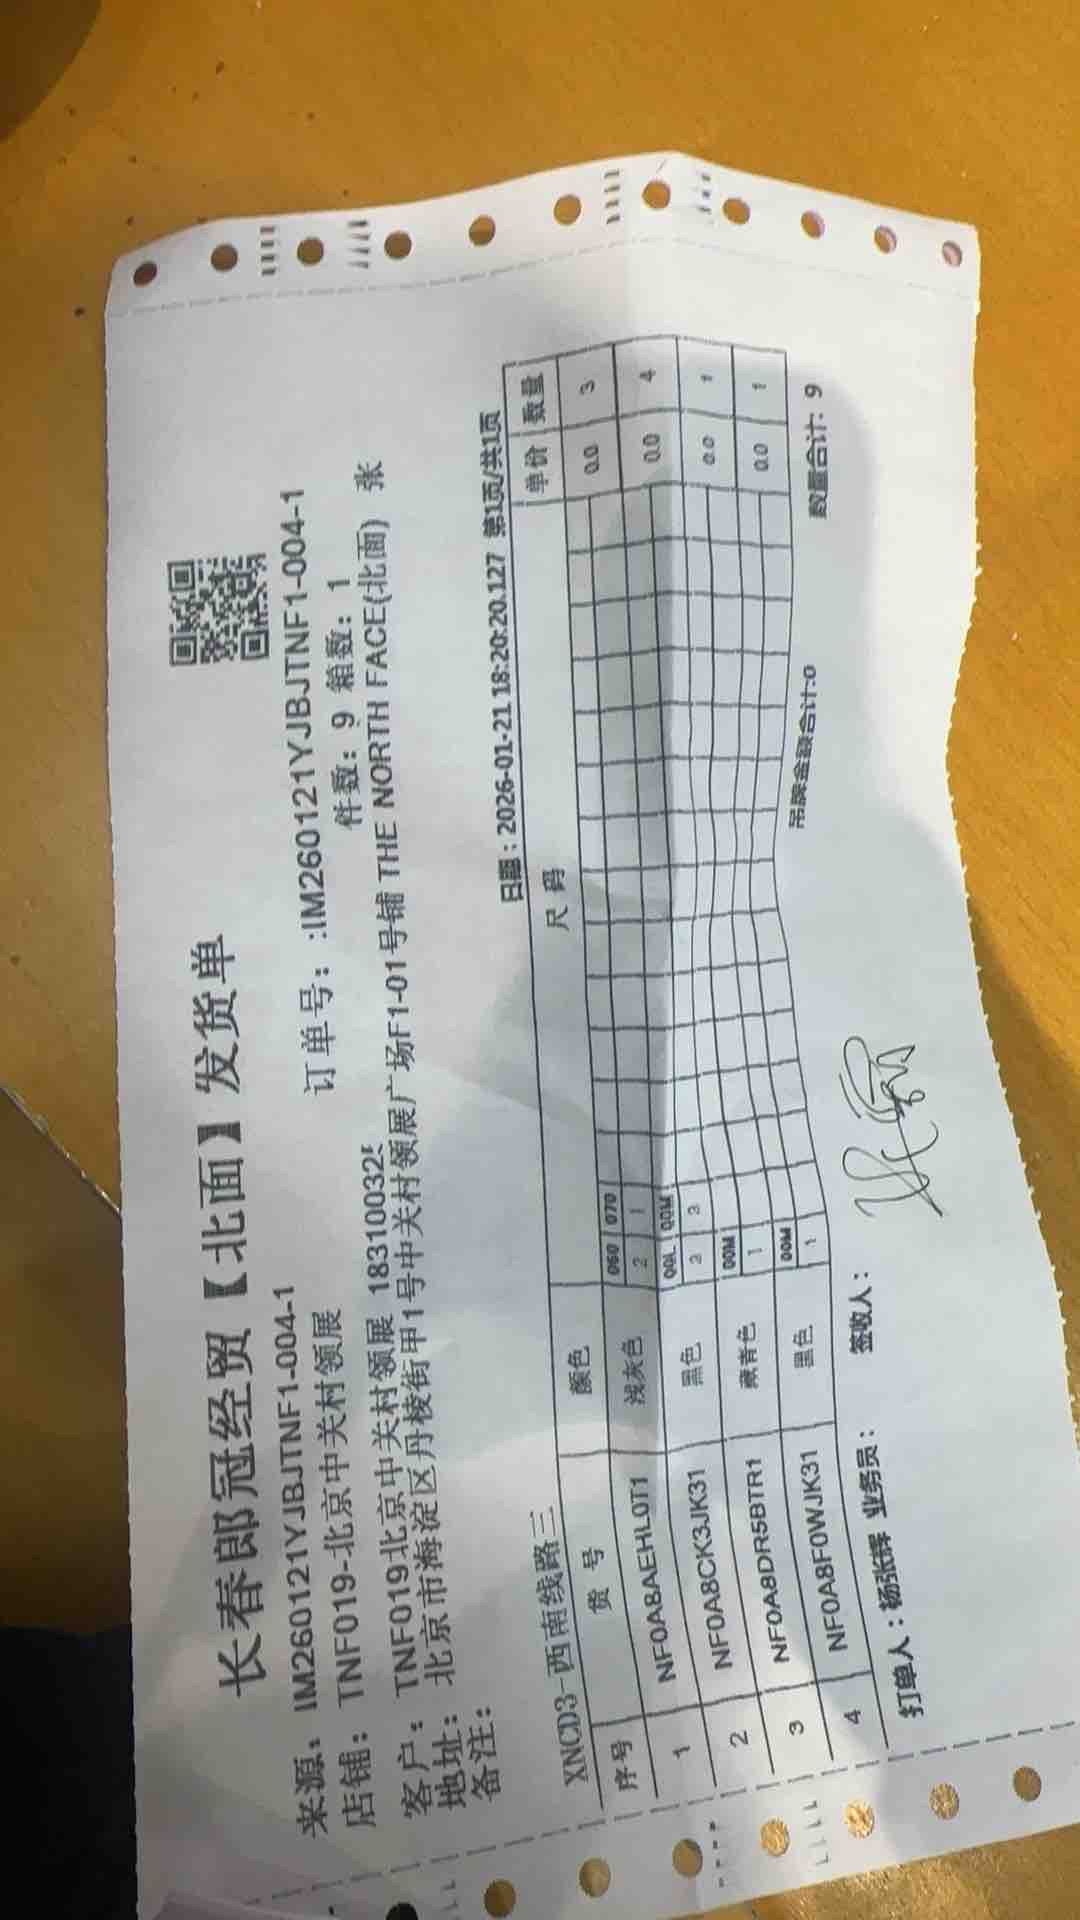 长春郎冠经贸【北面】发货单
来源: IM260121YJBJTNF1-004-1 订单号: :IM260121YJBJTNF1-004-1
店铺: TNF019-北京中关村领展 件数: 9 箱数: 1
客户: TNF019北京中关村领展 18310032
地址: 北京市海淀区丹棱街甲1号中关村领展广场F1-01号铺 THE NORTH FACE(北面) 张
备注:
XNCD3-西南线路三 日期:2026-01-21 18:20:20.127 第1页/共1页
序号 货 号 颜色 尺 码 单价 数量
060 070
1 NF0A8AEHL0T1 浅灰色 2 1 0.0 3
00L 00M
2 NF0A8CK3JK31 黑色 3 0.0 4
00M
3 NF0A8DR5BTR1 藏青色 1 0.0 1
00M
4 NF0A8F0WJK31 黑色 1 0.0 1
吊牌金额合计:0 数量合计: 9
打单人:杨张辉 业务员: 签收人: